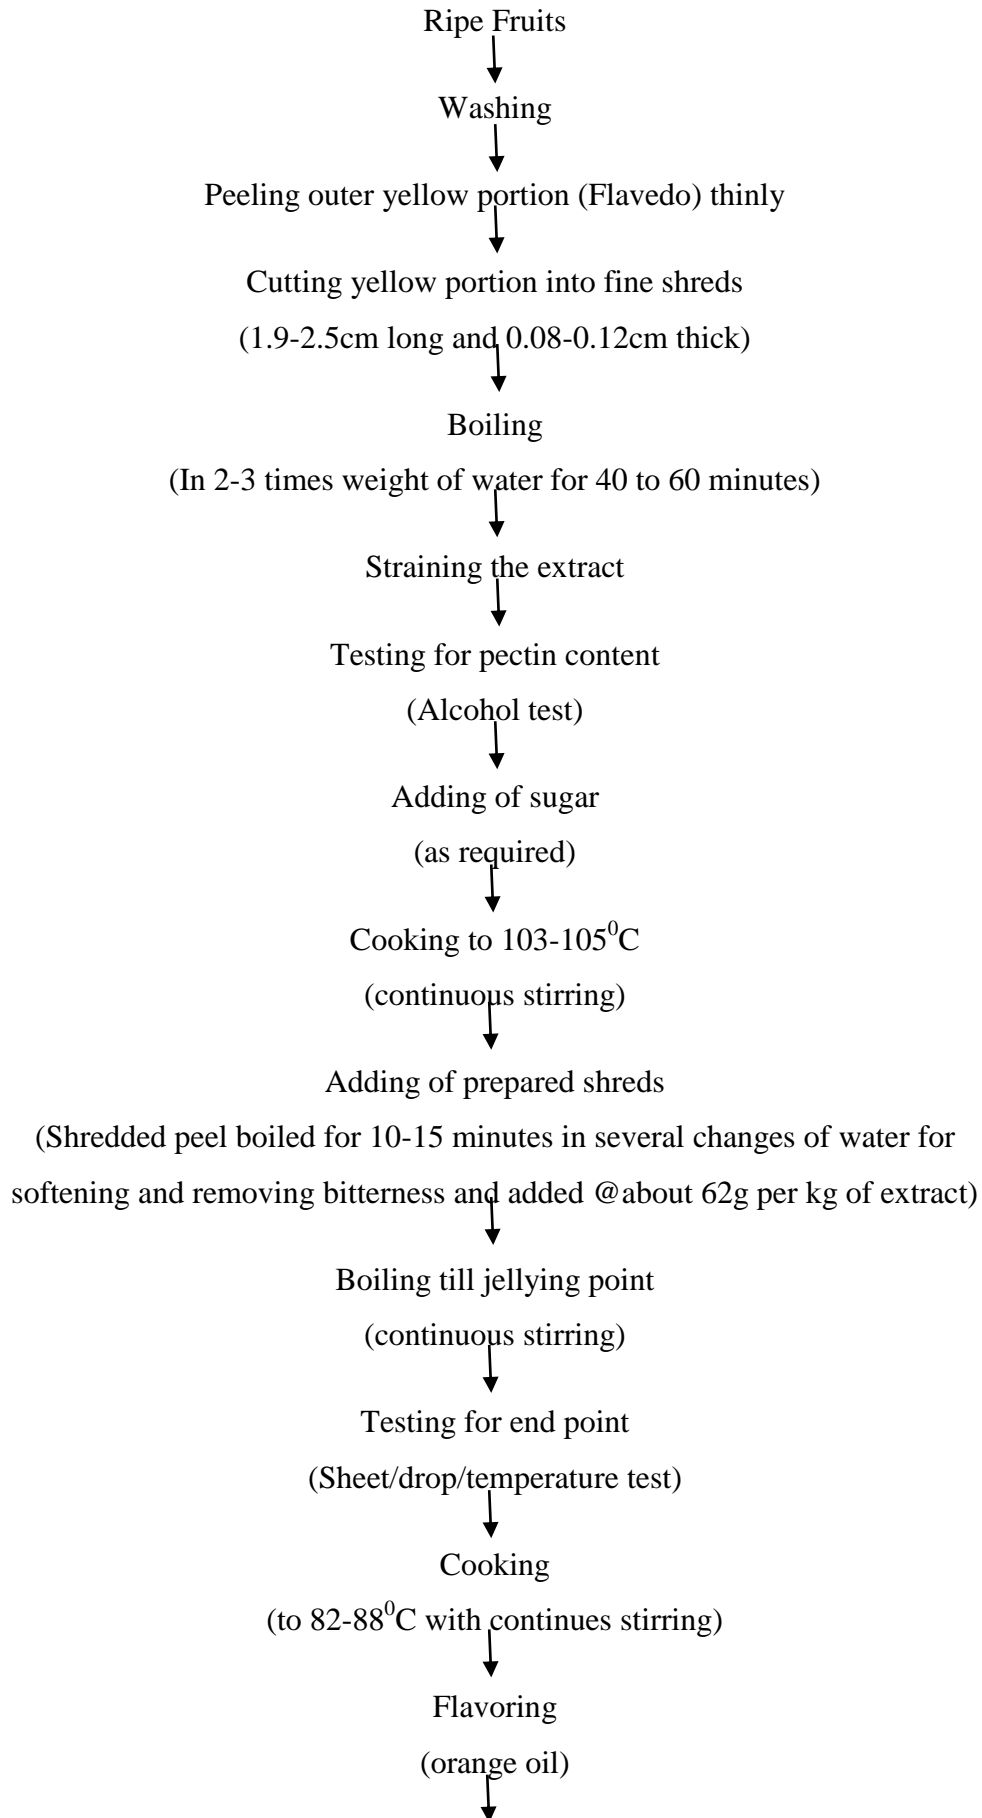 Ripe Fruits
Washing
Peeling outer yellow portion (Flavedo) thinly
Cutting yellow portion into fine shreds
(1.9-2.5cm long and 0.08-0.12cm thick)
Boiling
(In 2-3 times weight of water for 40 to 60 minutes)
Straining the extract
Testing for pectin content
(Alcohol test)
Adding of sugar
(as required)
Cooking to 103-105⁰C
(continuous stirring)
Adding of prepared shreds
(Shredded peel boiled for 10-15 minutes in several changes of water for
softening and removing bitterness and added @about 62g per kg of extract)
Boiling till jellying point
(continuous stirring)
Testing for end point
(Sheet/drop/temperature test)
Cooking
(to 82-88⁰C with continues stirring)
Flavoring
(orange oil)